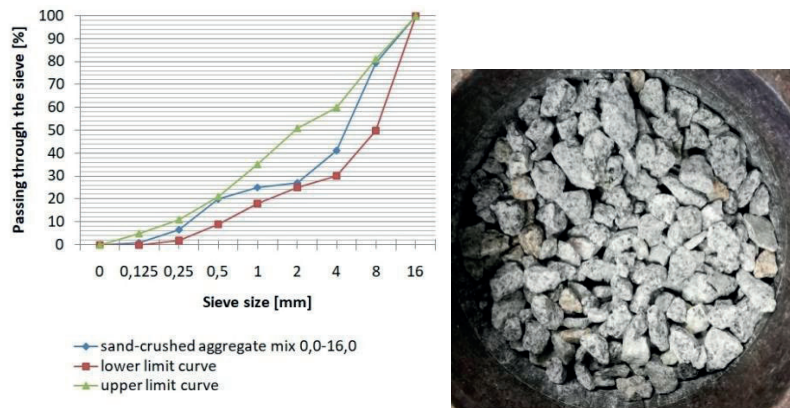 Passing through the sieve [%]
100
90
80
70
60
50
40
30
20
10
0
0 0,125 0,25 0,5 1 2 4 8 16
Sieve size [mm]
sand-crushed aggregate mix 0,0-16,0
lower limit curve
upper limit curve